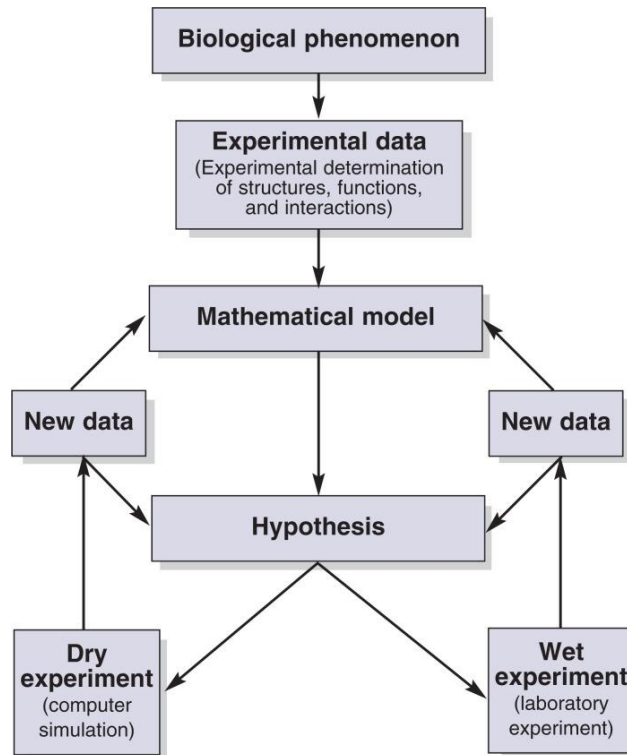 Biological phenomenon
Experimental data
(Experimental determination
of structures, functions,
and interactions)
Mathematical model
New data
New data
Hypothesis
Dry
experiment
(computer
simulation)
Wet
experiment
(laboratory
experiment)